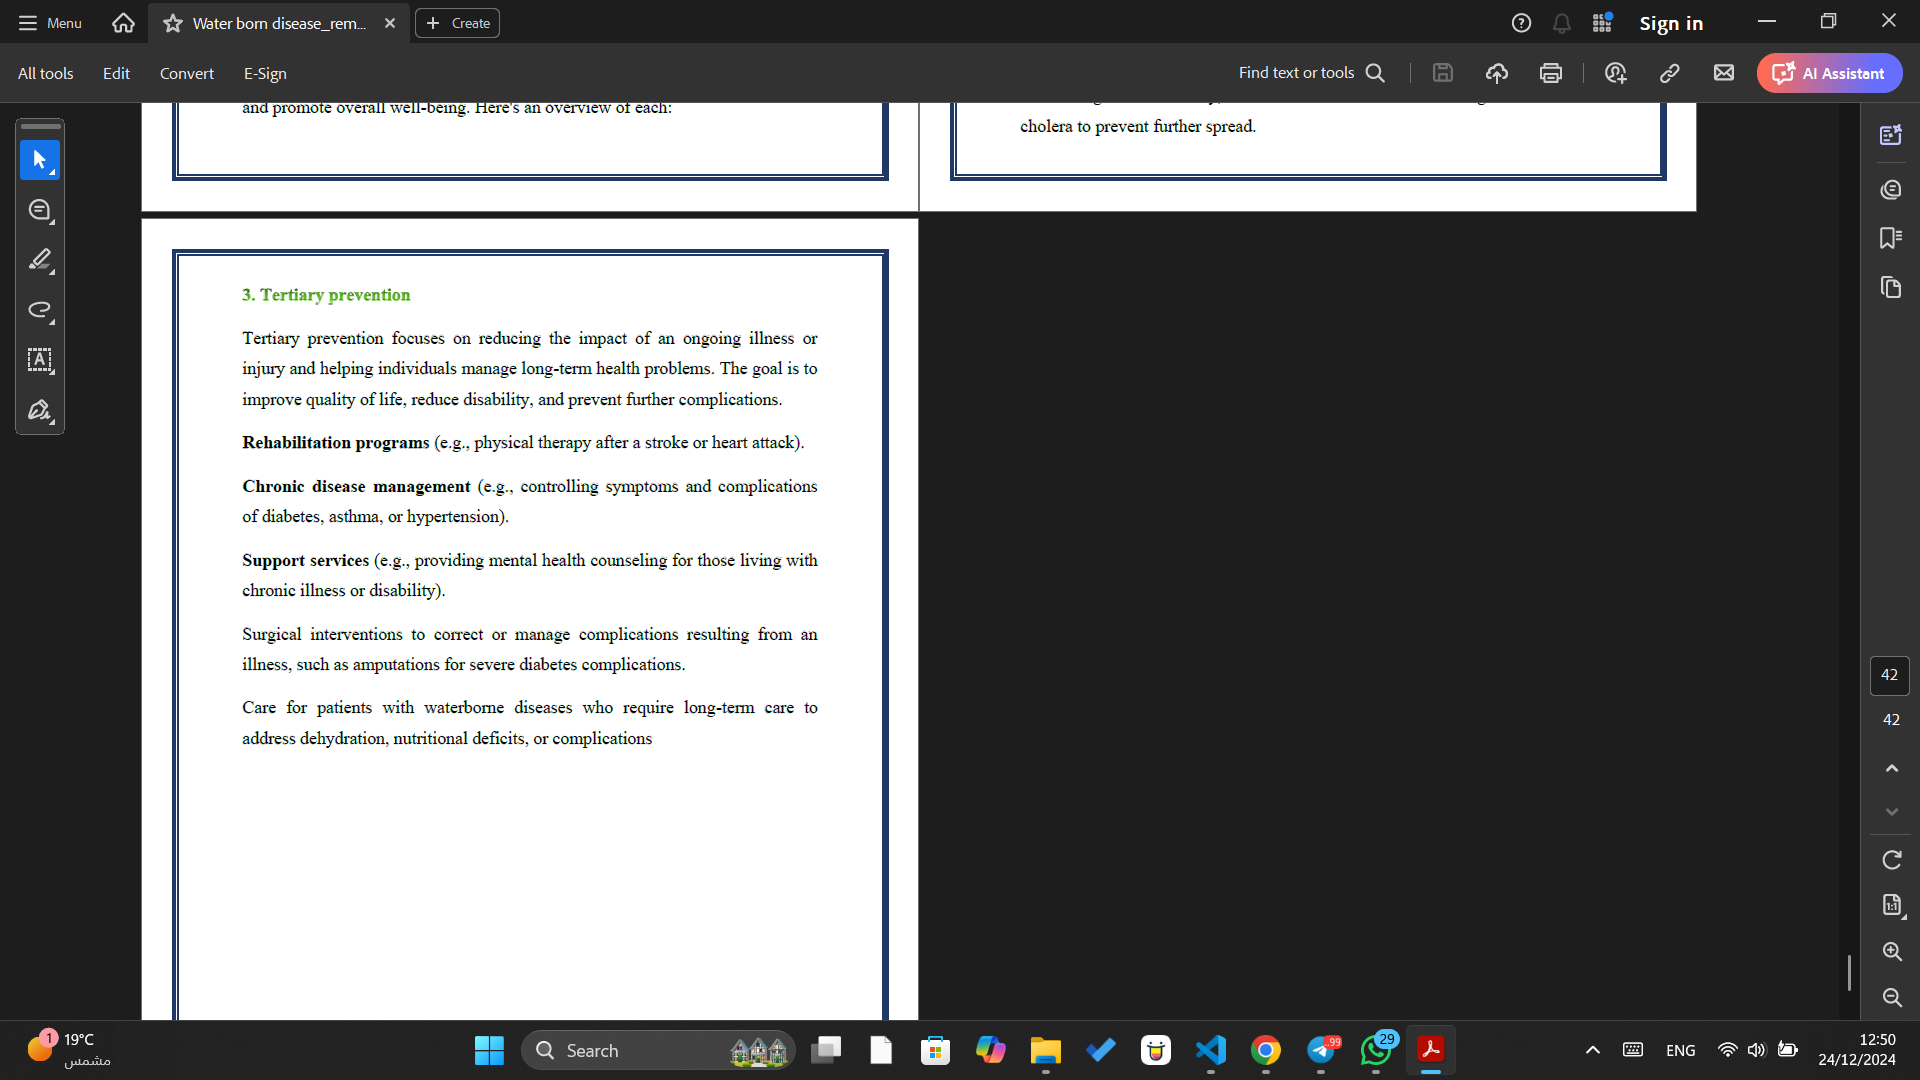 Menu
Water born disease_rem...
Create
Sign in
All tools
Edit
Convert
E-Sign
Find text or tools
AI Assistant
and promote overall well-being. Here's an overview of each:
cholera to prevent further spread.
3. Tertiary prevention
Tertiary prevention focuses on reducing the impact of an ongoing illness or
injury and helping individuals manage long-term health problems. The goal is to
improve quality of life, reduce disability, and prevent further complications.
Rehabilitation programs (e.g., physical therapy after a stroke or heart attack).
Chronic disease management (e.g., controlling symptoms and complications
of diabetes, asthma, or hypertension).
Support services (e.g., providing mental health counseling for those living with
chronic illness or disability).
Surgical interventions to correct or manage complications resulting from an
illness, such as amputations for severe diabetes complications.
Care for patients with waterborne diseases who require long-term care to
address dehydration, nutritional deficits, or complications
42
42
1
19°C
مشمس
Search
99
29
ENG
12:50
24/12/2024